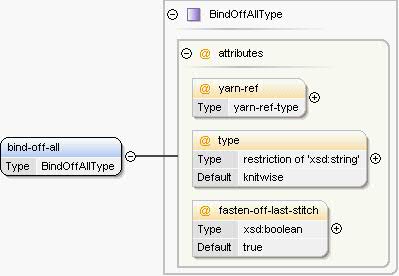 BindOffAllType
@ attributes
@ yarn-ref
Type yarn-ref-type
@ type
Type restriction of 'xsd:string'
Default knitwise
bind-off-all
Type BindOffAllType
@ fasten-off-last-stitch
Type xsd:boolean
Default true